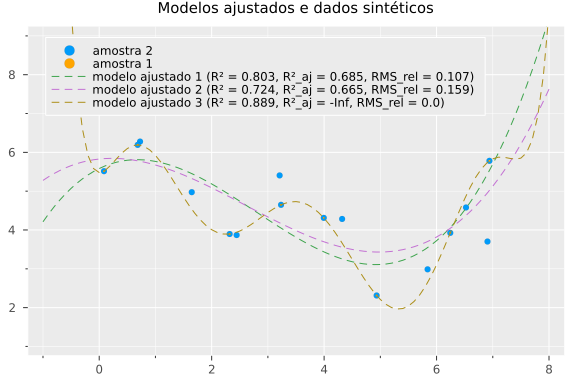 Modelos ajustados e dados sintéticos
amostra 2
amostra 1
modelo ajustado 1 (R² = 0.803, R²_aj = 0.685, RMS_rel = 0.107)
modelo ajustado 2 (R² = 0.724, R²_aj = 0.665, RMS_rel = 0.159)
modelo ajustado 3 (R² = 0.889, R²_aj = -Inf, RMS_rel = 0.0)
8
6
4
2
0 2 4 6 8